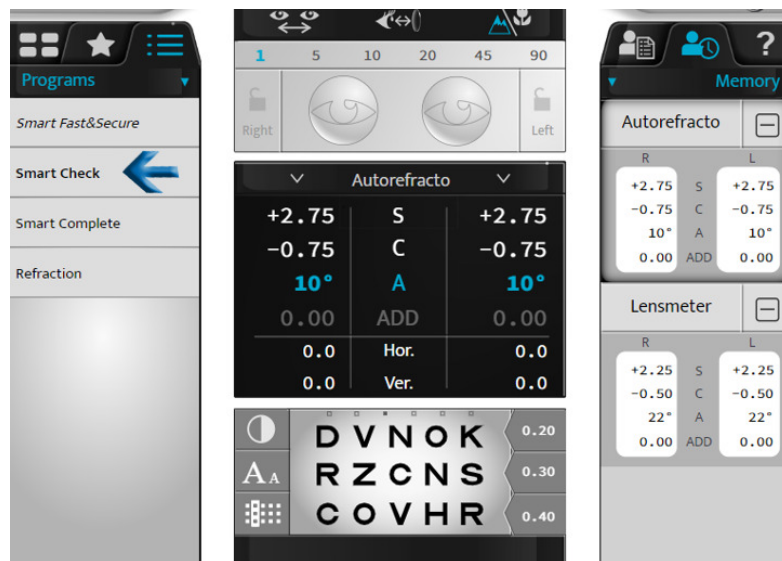 Programs
Smart Fast&Secure
Smart Check
Smart Complete
Refraction
1 5 10 20 45 90
Right Left
Autorefracto
+2.75 S +2.75
-0.75 C -0.75
10° A 10°
0.00 ADD 0.00
0.0 Hor. 0.0
0.0 Ver. 0.0
DVNOK 0.20
AA RZCNS 0.30
COVHR 0.40
?
Memory
Autorefracto
R L
+2.75 S +2.75
-0.75 C -0.75
10° A 10°
0.00 ADD 0.00
Lensmeter
R L
+2.25 S +2.25
-0.50 C -0.50
22° A 22°
0.00 ADD 0.00